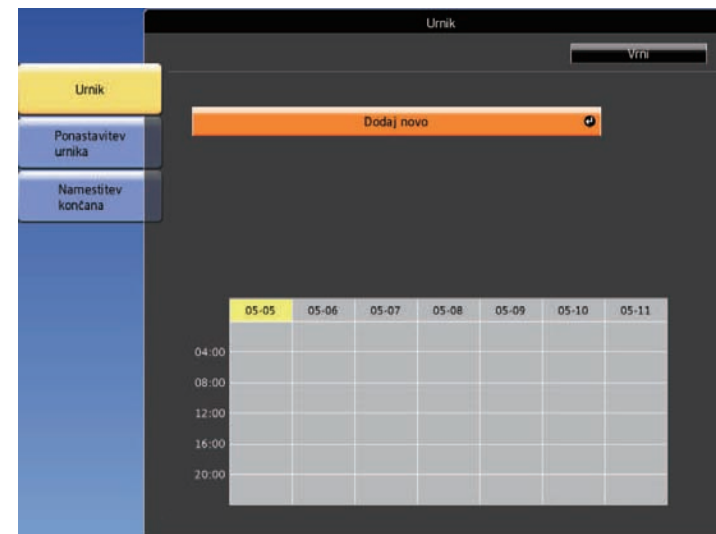 Urnik
Vrni
Urnik
Ponastavitev
urnika
Namestitev
končana
Dodaj novo
05-05 05-06 05-07 05-08 05-09 05-10 05-11
04:00
08:00
12:00
16:00
20:00